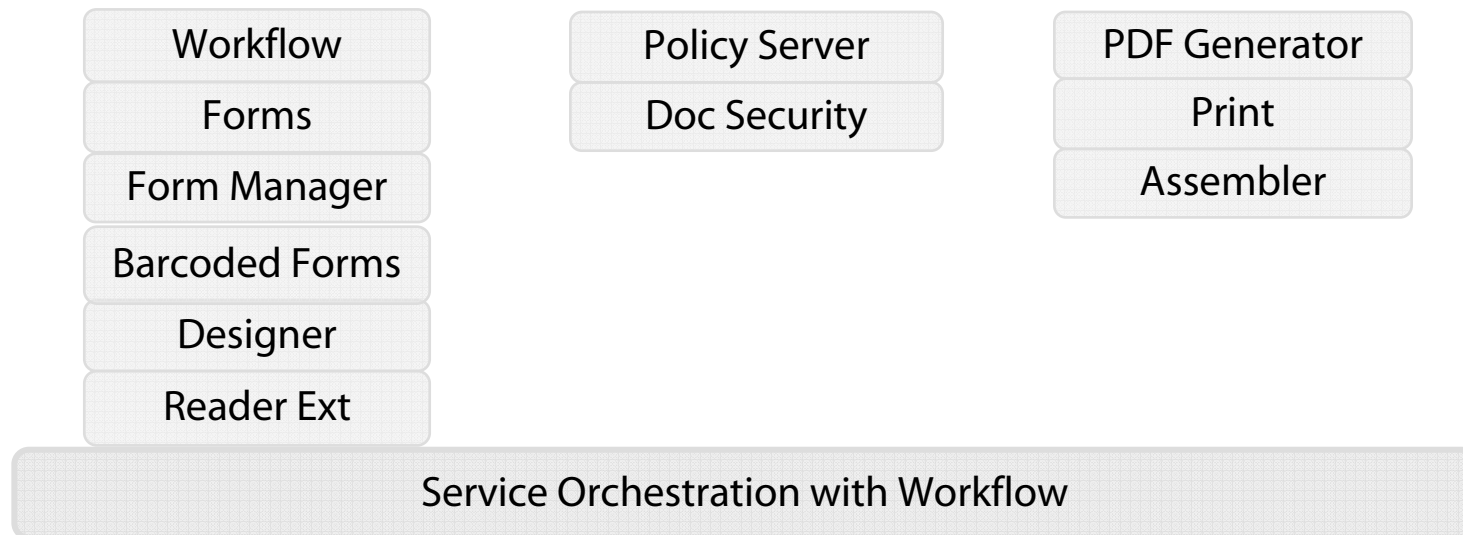 Workflow
Forms
Form Manager
Barcoded Forms
Designer
Reader Ext
Policy Server
Doc Security
PDF Generator
Print
Assembler
Service Orchestration with Workflow